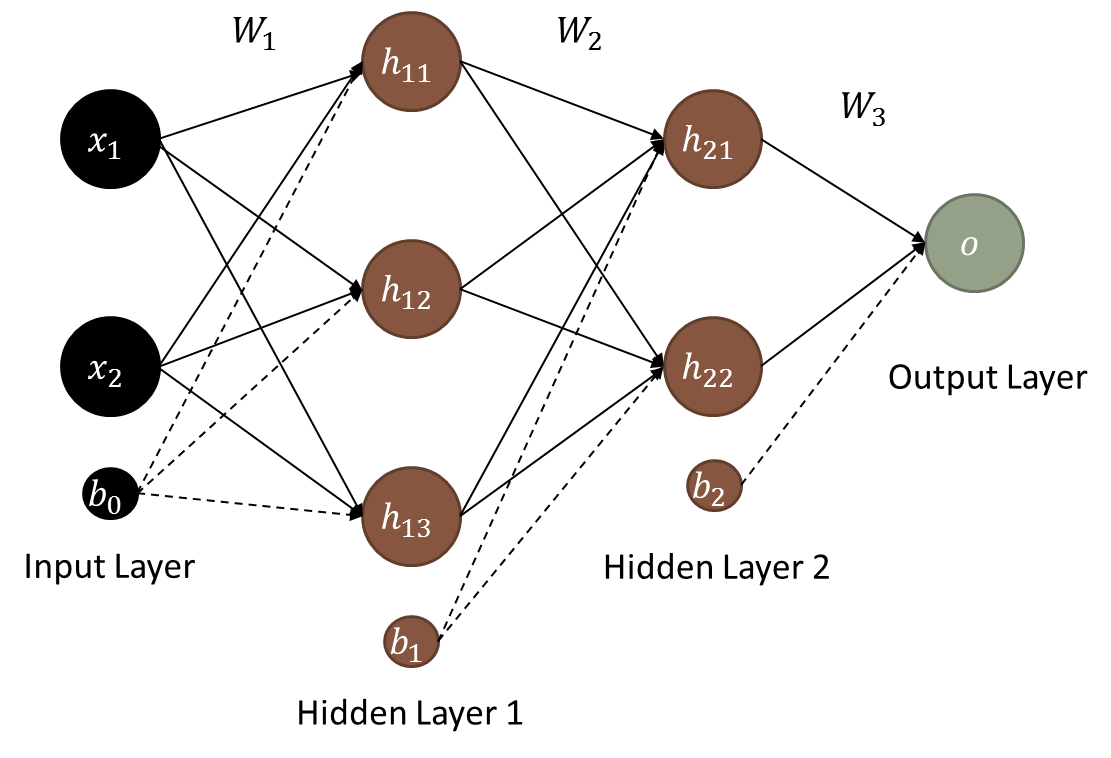 W₁
W₂
W₃
x₁
x₂
b₀
Input Layer
h₁₁
h₁₂
h₁₃
b₁
Hidden Layer 1
h₂₁
h₂₂
b₂
Hidden Layer 2
o
Output Layer